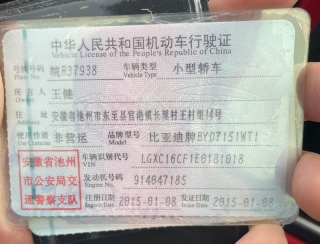 中华人民共和国机动车行驶证
Vehicle License of the People's Republic of China
号牌号码 皖R37938 车辆类型 小型轿车
Plate No. Vehicle Type
所有人 王健
Owner
住址 安徽省池州市东至县官港镇长堰村王村组14号
Address
使用性质 非营运 品牌型号 比亚迪牌BYD7151WT1
Use Character Model
安徽省池 车辆识别代号 LGXC16CF1E0181018
VIN
州市公安局交 发动机号码 914047185
Engine No.
通警察支队 注册日期 2015-01-08 发证日期 2015-01-08
Register Date Issue Date